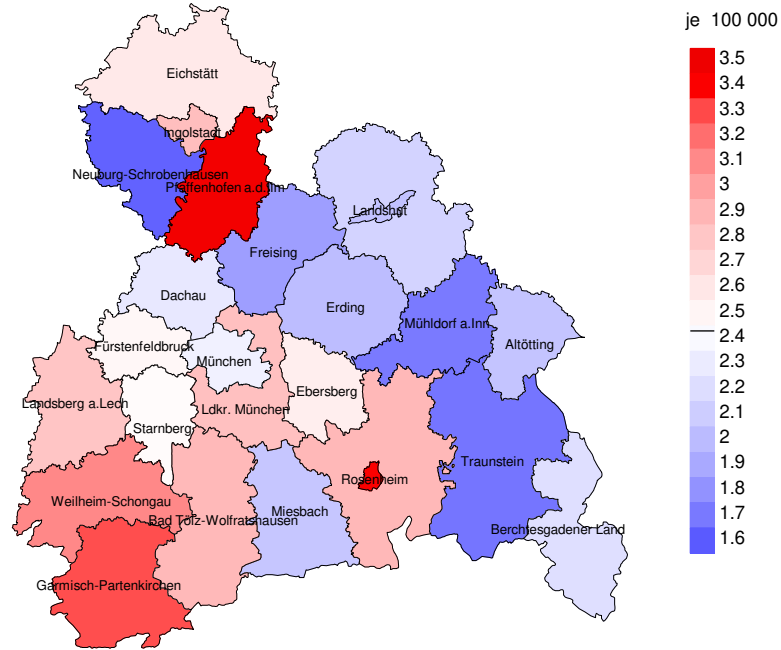 je 100 000
3.5
3.4
3.3
3.2
3.1
3
2.9
2.8
2.7
2.6
2.5
2.4
2.3
2.2
2.1
2
1.9
1.8
1.7
1.6
Eichstätt
Ingolstadt
Neuburg-Schrobenhausen
Pfaffenhofen a.d.Ilm
Landshut
Freising
Dachau
Erding
Mühldorf a.Inn
Altötting
Fürstenfeldbruck
München
Ebersberg
Landsberg a.Lech
Ldkr. München
Starnberg
Traunstein
Rosenheim
Weilheim-Schongau
Miesbach
Bad Tölz-Wolfratshausen
Berchtesgadener Land
Garmisch-Partenkirchen